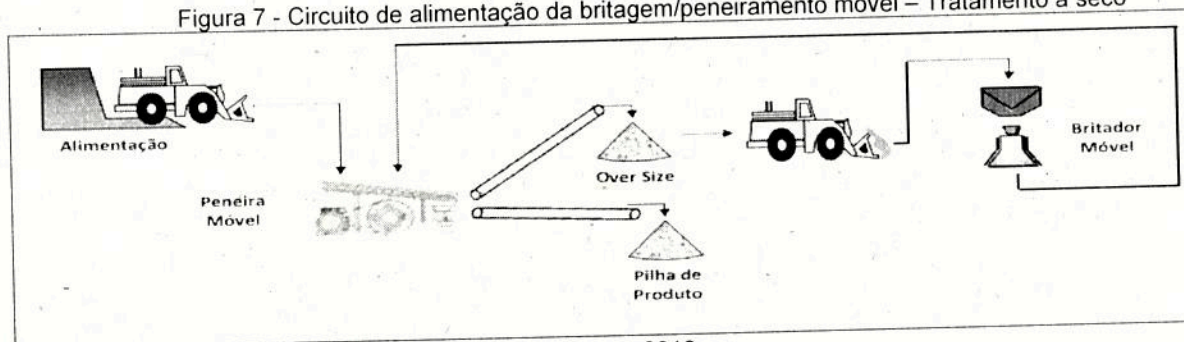 Figura 7 - Circuito de alimentação da britagem/peneiramento móvel – Tratamento a seco
Alimentação
Peneira
Móvel
Over Size
Pilha de
Produto
Britador
Móvel